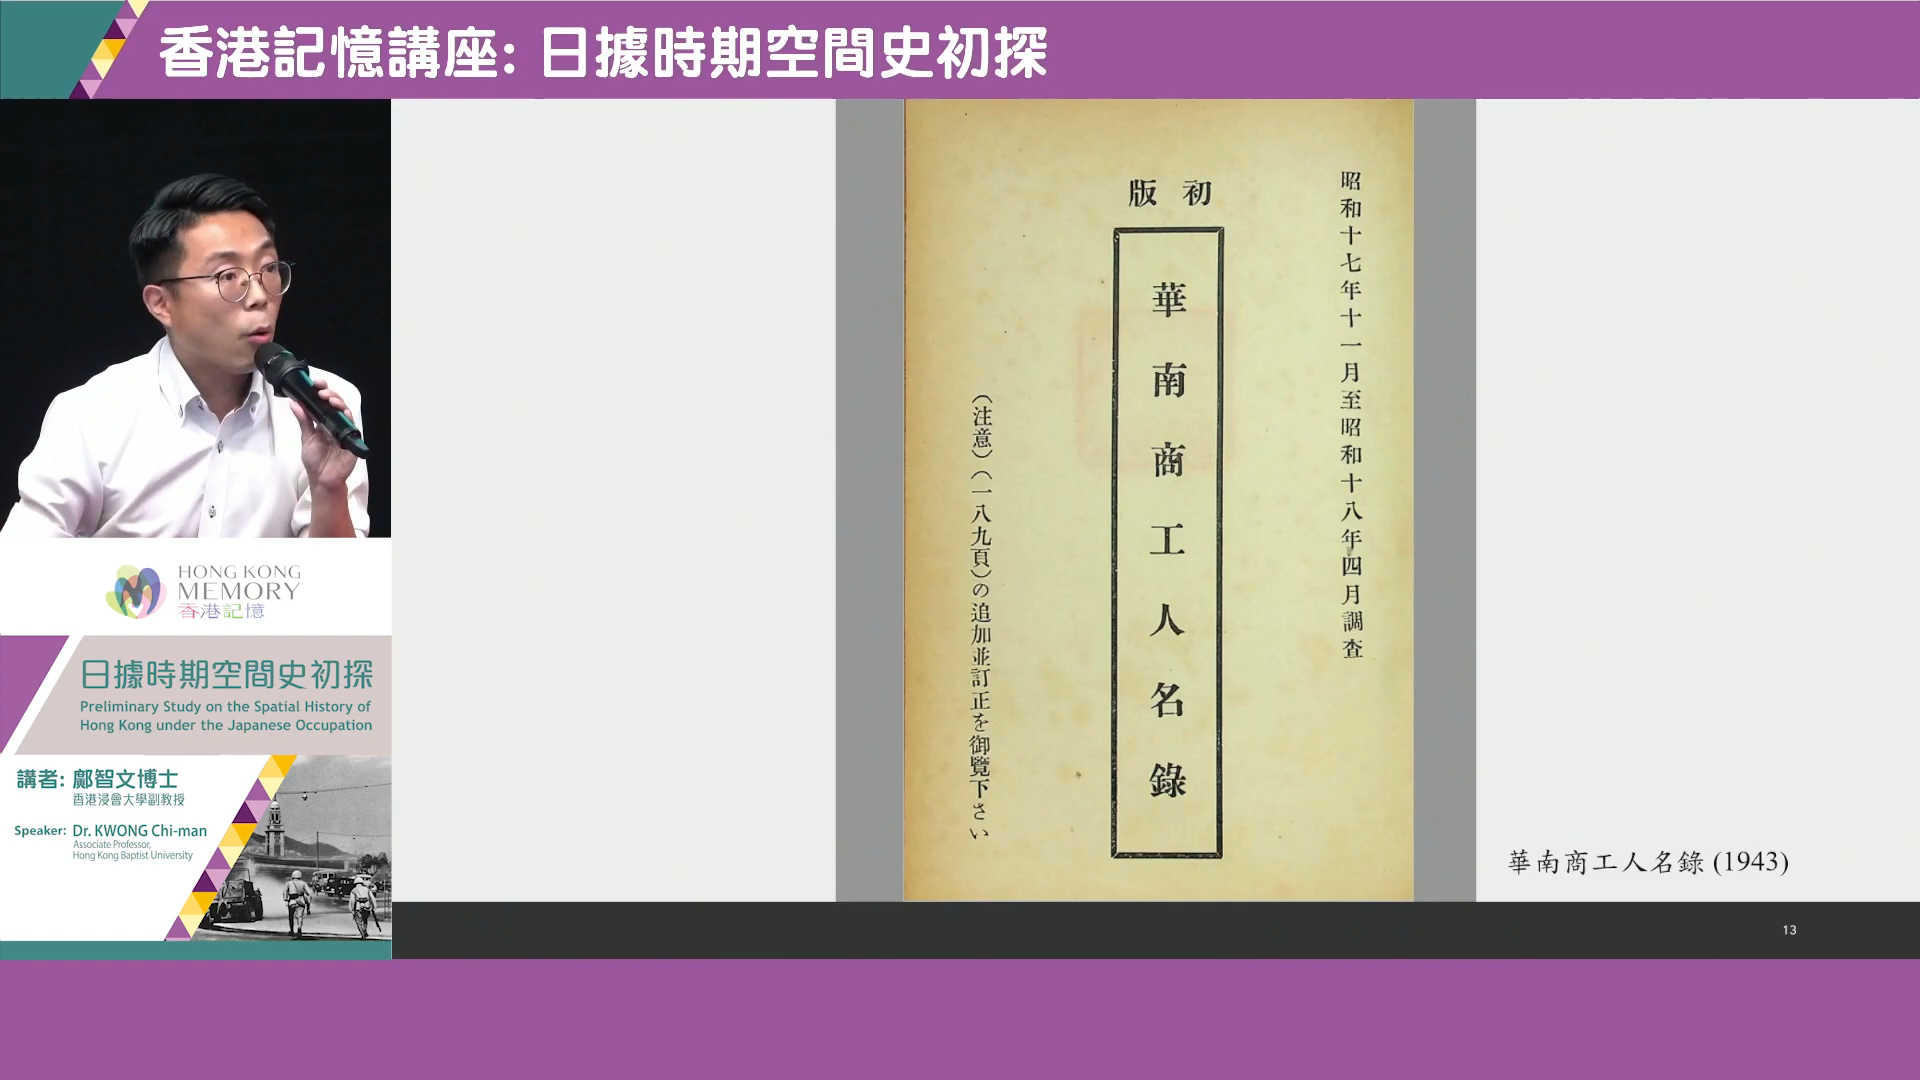 香港記憶講座: 日據時期空間史初探
昭和十七年十一月至昭和十八年四月調査
初版
華南商工人名錄
（注意）（一八九頁）の追加並訂正を御覽下さい
華南商工人名錄 (1943)
13
HONG KONG
MEMORY
香港記憶
日據時期空間史初探
Preliminary Study on the Spatial History of
Hong Kong under the Japanese Occupation
講者: 鄺智文博士
香港浸會大學副教授
Speaker: Dr. KWONG Chi-man
Associate Professor,
Hong Kong Baptist University